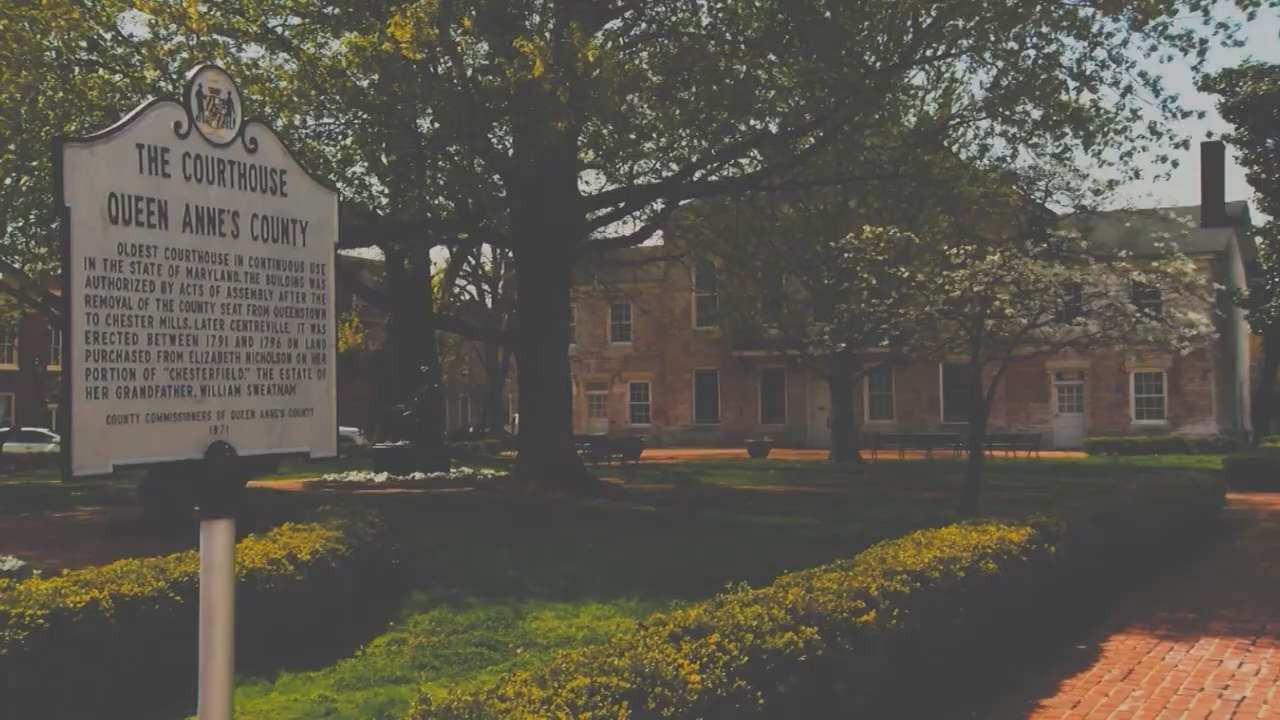 THE COURTHOUSE
QUEEN ANNE'S COUNTY
OLDEST COURTHOUSE IN CONTINUOUS USE
IN THE STATE OF MARYLAND. THE BUILDING WAS
AUTHORIZED BY ACTS OF ASSEMBLY AFTER THE
REMOVAL OF THE COUNTY SEAT FROM QUEENSTOWN
TO CHESTER MILLS, LATER CENTREVILLE. IT WAS
ERECTED BETWEEN 1791 AND 1796 ON LAND
PURCHASED FROM ELIZABETH NICHOLSON ON HER
PORTION OF "CHESTERFIELD," THE ESTATE OF
HER GRANDFATHER, WILLIAM SWEATNAM
COUNTY COMMISSIONERS OF QUEEN ANNE'S COUNTY
1971